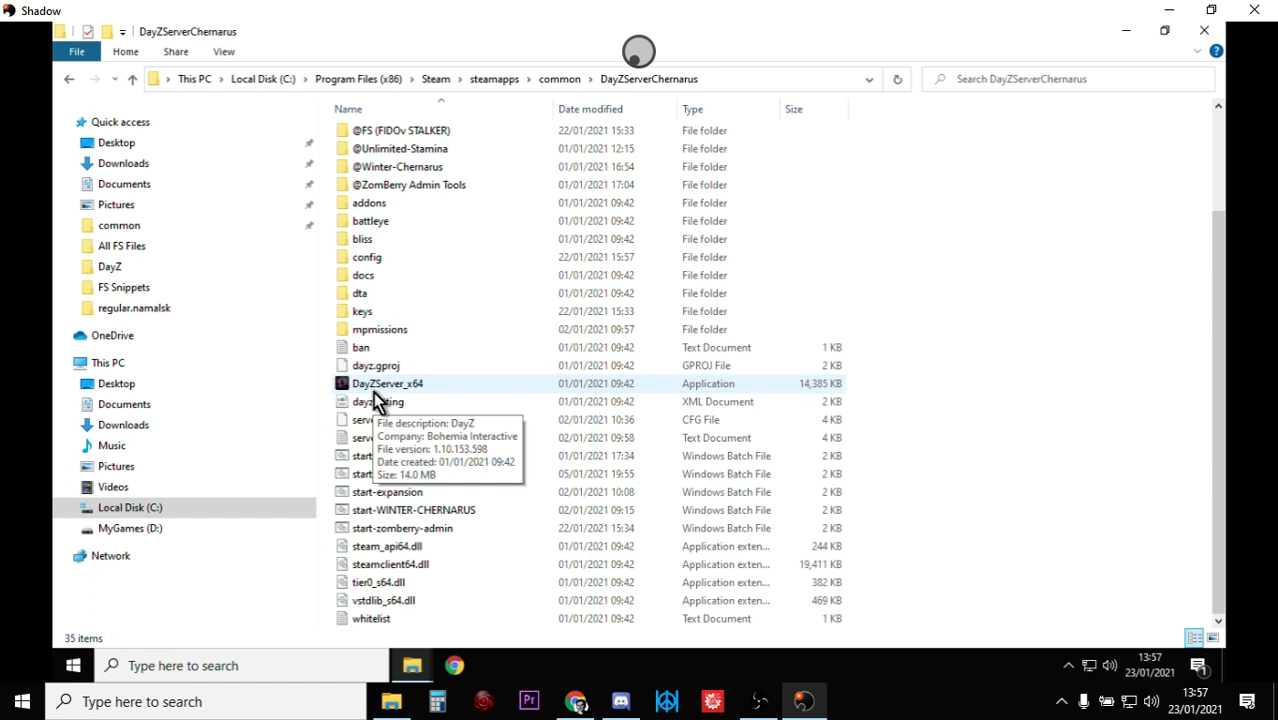 Shadow
DayZServerChernarus
File Home Share View
This PC Local Disk (C:) Program Files (x86) Steam steamapps common DayZServerChernarus
Search DayZServerChernarus
Name Date modified Type Size
Quick access
Desktop
Downloads
Documents
Pictures
common
All FS Files
DayZ
FS Snippets
regular.namalsk
OneDrive
This PC
Desktop
Documents
Downloads
Music
Pictures
Videos
Local Disk (C:)
MyGames (D:)
Network
@FS (FIDOv STALKER) 22/01/2021 15:33 File folder
@Unlimited-Stamina 01/01/2021 12:15 File folder
@Winter-Chernarus 01/01/2021 16:54 File folder
@ZomBerry Admin Tools 01/01/2021 17:04 File folder
addons 01/01/2021 09:42 File folder
battleye 01/01/2021 09:42 File folder
bliss 01/01/2021 09:42 File folder
config 22/01/2021 15:57 File folder
docs 01/01/2021 09:42 File folder
dta 01/01/2021 09:42 File folder
keys 22/01/2021 15:33 File folder
mpmissions 02/01/2021 09:57 File folder
ban 01/01/2021 09:42 Text Document 1 KB
dayz.gproj 01/01/2021 09:42 GPROJ File 2 KB
DayZServer_x64 01/01/2021 09:42 Application 14,385 KB
dayz ting 01/01/2021 09:42 XML Document 2 KB
serve 02/01/2021 10:36 CFG File 4 KB
serve 02/01/2021 09:58 Text Document 4 KB
start 01/01/2021 17:34 Windows Batch File 2 KB
start 05/01/2021 19:55 Windows Batch File 2 KB
start-expansion 02/01/2021 10:08 Windows Batch File 2 KB
start-WINTER-CHERNARUS 02/01/2021 09:15 Windows Batch File 2 KB
start-zomberry-admin 22/01/2021 15:34 Windows Batch File 2 KB
steam_api64.dll 01/01/2021 09:42 Application exten... 244 KB
steamclient64.dll 01/01/2021 09:42 Application exten... 19,411 KB
tier0_s64.dll 01/01/2021 09:42 Application exten... 382 KB
vstdlib_s64.dll 01/01/2021 09:42 Application exten... 469 KB
whitelist 01/01/2021 09:42 Text Document 1 KB
File description: DayZ
Company: Bohemia Interactive
File version: 1.10.153.598
Date created: 01/01/2021 09:42
Size: 14.0 MB
35 items
Type here to search
13:57
23/01/2021
1
Type here to search
Pr
13:57
23/01/2021